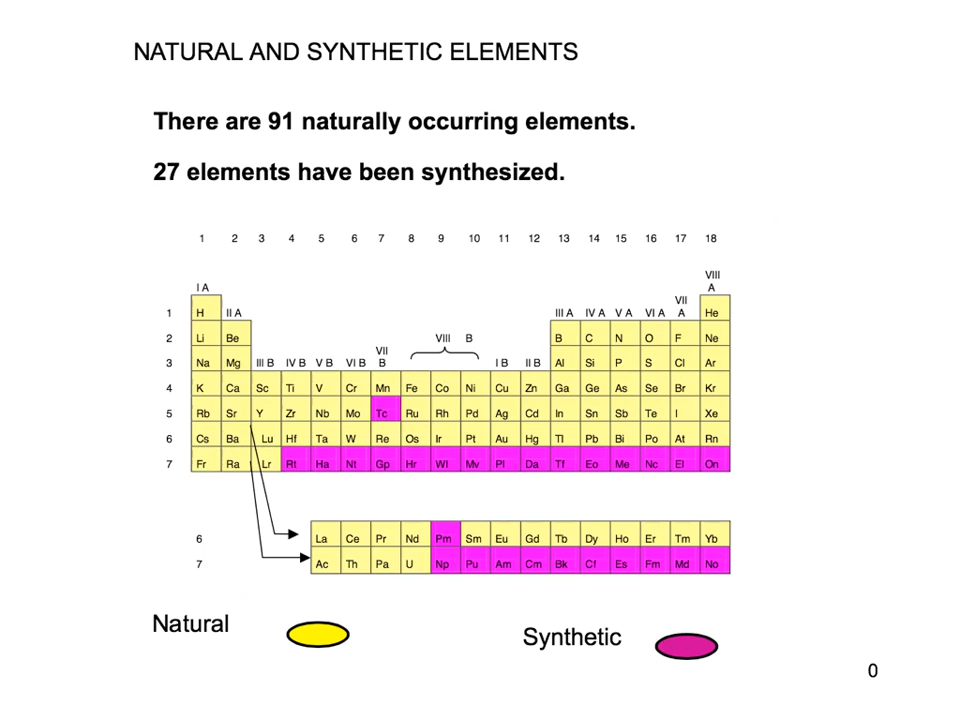 NATURAL AND SYNTHETIC ELEMENTS
There are 91 naturally occurring elements.
27 elements have been synthesized.
1 2 3 4 5 6 7 8 9 10 11 12 13 14 15 16 17 18
I A VIII A
1 H II A III A IV A V A VI A VII A He
2 Li Be VIII B B C N O F Ne
3 Na Mg III B IV B V B VI B VII B I B II B Al Si P S Cl Ar
4 K Ca Sc Ti V Cr Mn Fe Co Ni Cu Zn Ga Ge As Se Br Kr
5 Rb Sr Y Zr Nb Mo Tc Ru Rh Pd Ag Cd In Sn Sb Te I Xe
6 Cs Ba Lu Hf Ta W Re Os Ir Pt Au Hg Tl Pb Bi Po At Rn
7 Fr Ra Lr Rt Ha Nt Gp Hr Wl Mv Pl Da Tf Eo Me Nc El On
6 La Ce Pr Nd Pm Sm Eu Gd Tb Dy Ho Er Tm Yb
7 Ac Th Pa U Np Pu Am Cm Bk Cf Es Fm Md No
Natural
Synthetic
0